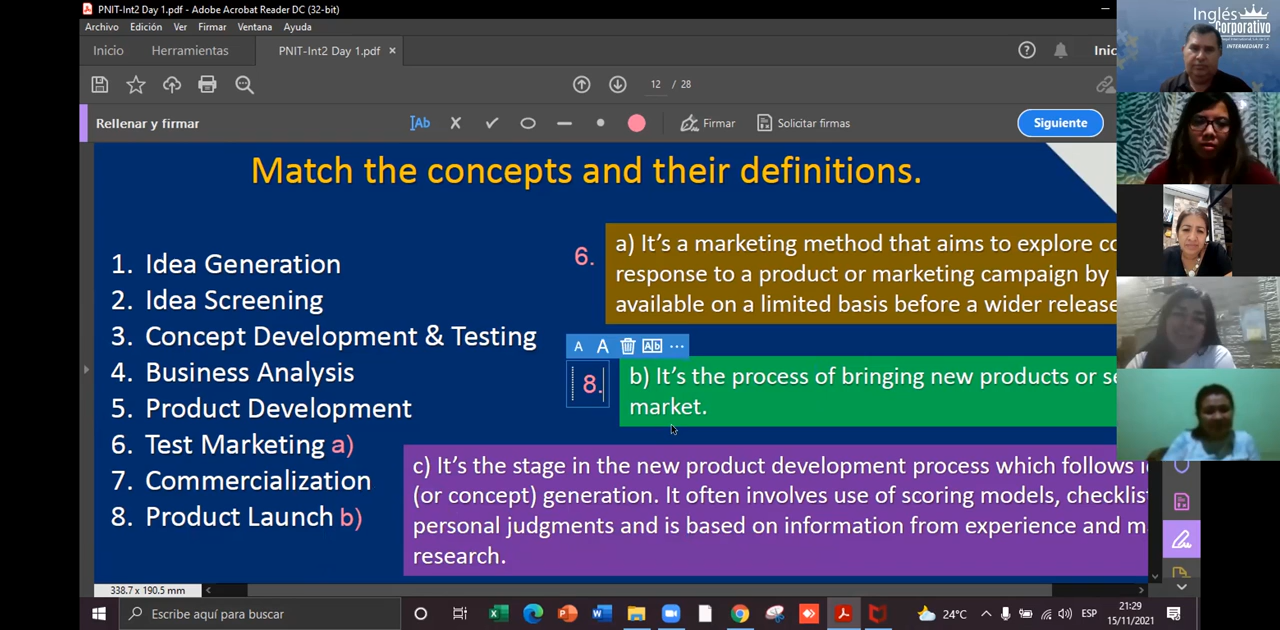 PNIT-Int2 Day 1.pdf - Adobe Acrobat Reader DC (32-bit)
Archivo Edición Ver Firmar Ventana Ayuda
Inicio Herramientas PNIT-Int2 Day 1.pdf × Inic
12 / 28
Rellenar y firmar
Ab Firmar Solicitar firmas Siguiente
Match the concepts and their definitions.
1. Idea Generation
2. Idea Screening
3. Concept Development & Testing
4. Business Analysis
5. Product Development
6. Test Marketing a)
7. Commercialization
8. Product Launch b)
6.
a) It's a marketing method that aims to explore co
response to a product or marketing campaign by
available on a limited basis before a wider release
A A Ab ...
8.
b) It's the process of bringing new products or se
market.
c) It's the stage in the new product development process which follows i
(or concept) generation. It often involves use of scoring models, checklis
personal judgments and is based on information from experience and m
research.
338.7 x 190.5 mm
Escribe aquí para buscar
24°C ESP
21:29
15/11/2021
Inglés
Corporativo
INTERMEDIATE 2